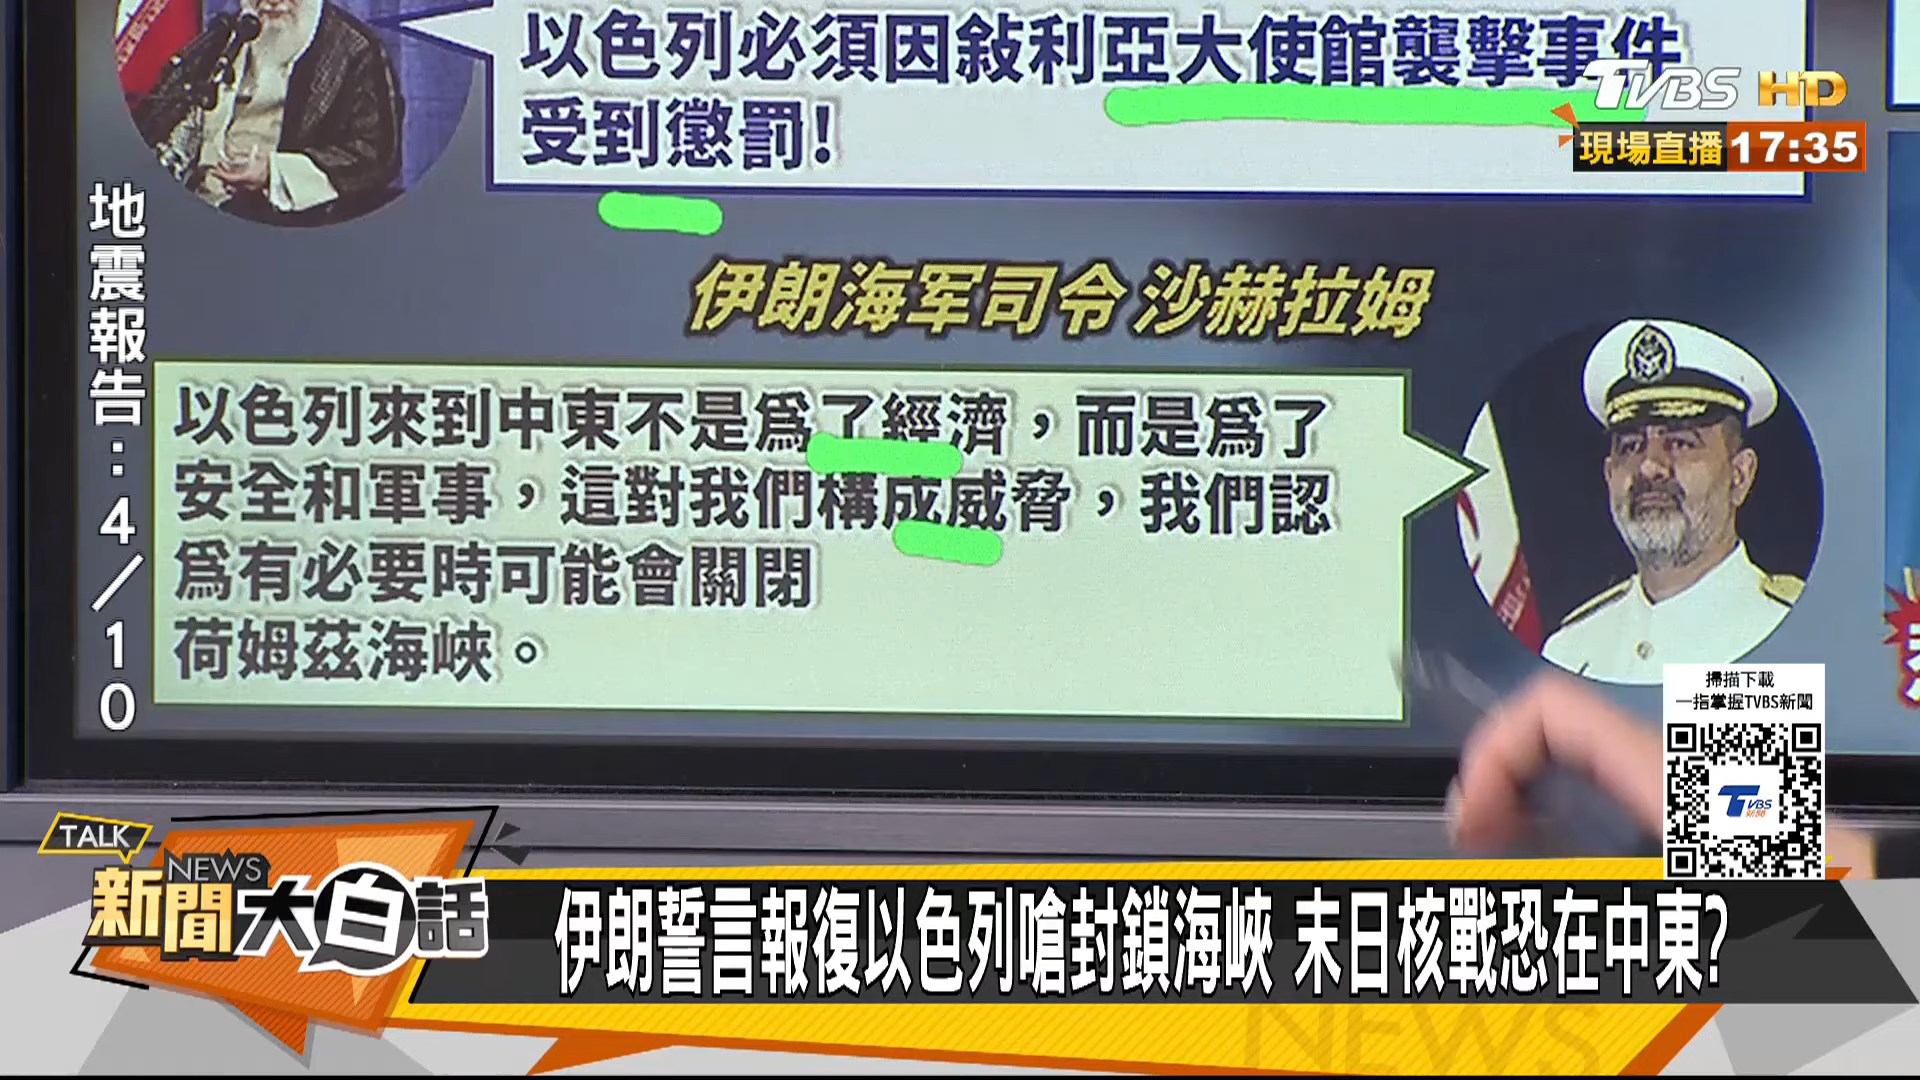 以色列必須因敍利亞大使館襲擊事件
受到懲罰!
TVBS HD
現場直播 17:35
地震報告：4／10
伊朗海军司令 沙赫拉姆
以色列來到中東不是爲了經濟，而是爲了
安全和軍事，這對我們構成威脅，我們認
爲有必要時可能會關閉
荷姆茲海峽。
掃描下載
一指掌握TVBS新聞
TVBS
新聞
TALK
NEWS
新聞大白話
伊朗誓言報復以色列嗆封鎖海峽 末日核戰恐在中東?
NEWS